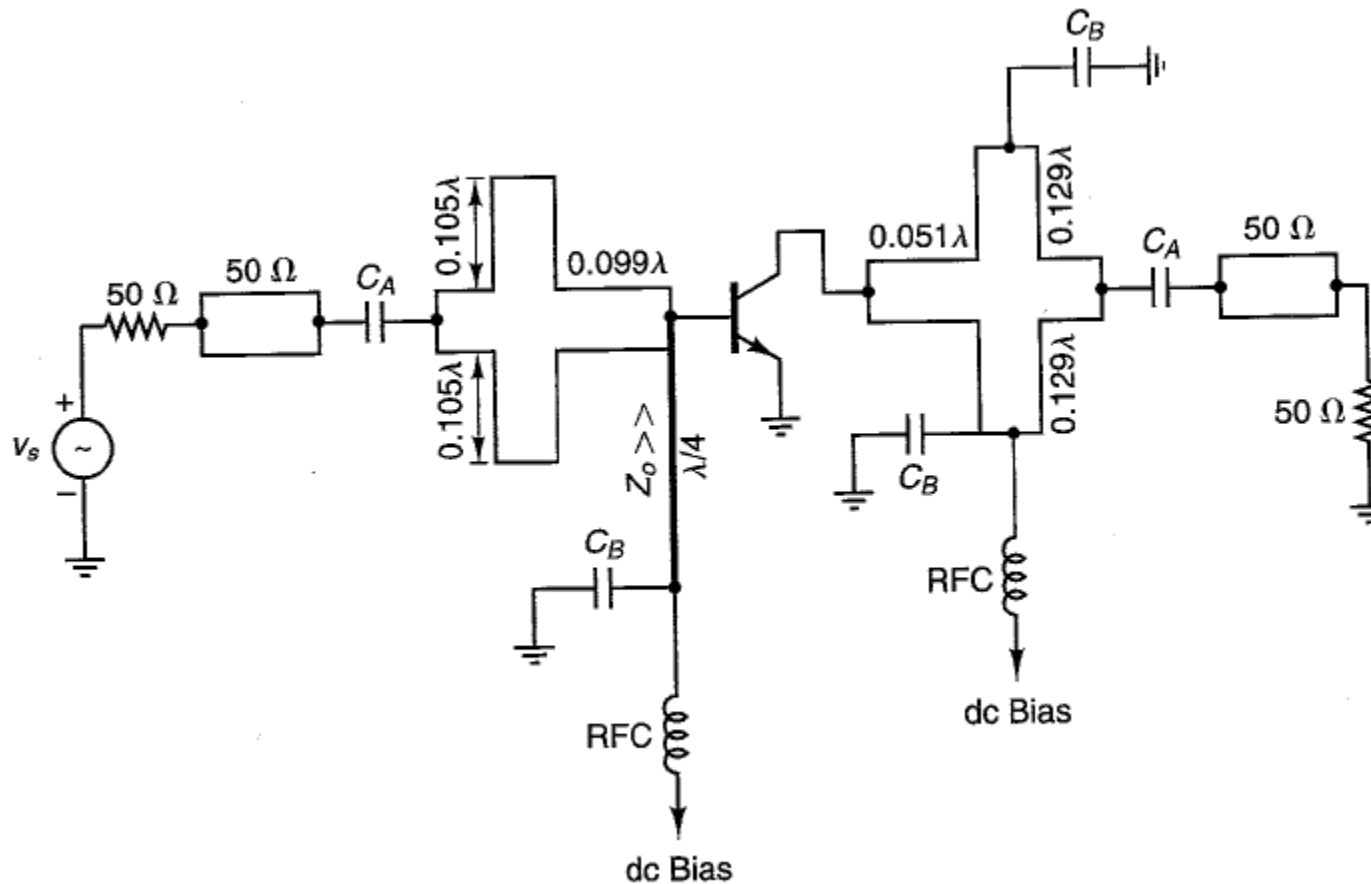 C_B
0.129λ
0.105λ
0.051λ
C_A
50 Ω
0.099λ
50 Ω
C_A
50 Ω
0.129λ
50 Ω
0.105λ
+
v_s
~
−
Z_o >>
λ/4
C_B
C_B
RFC
dc Bias
RFC
dc Bias